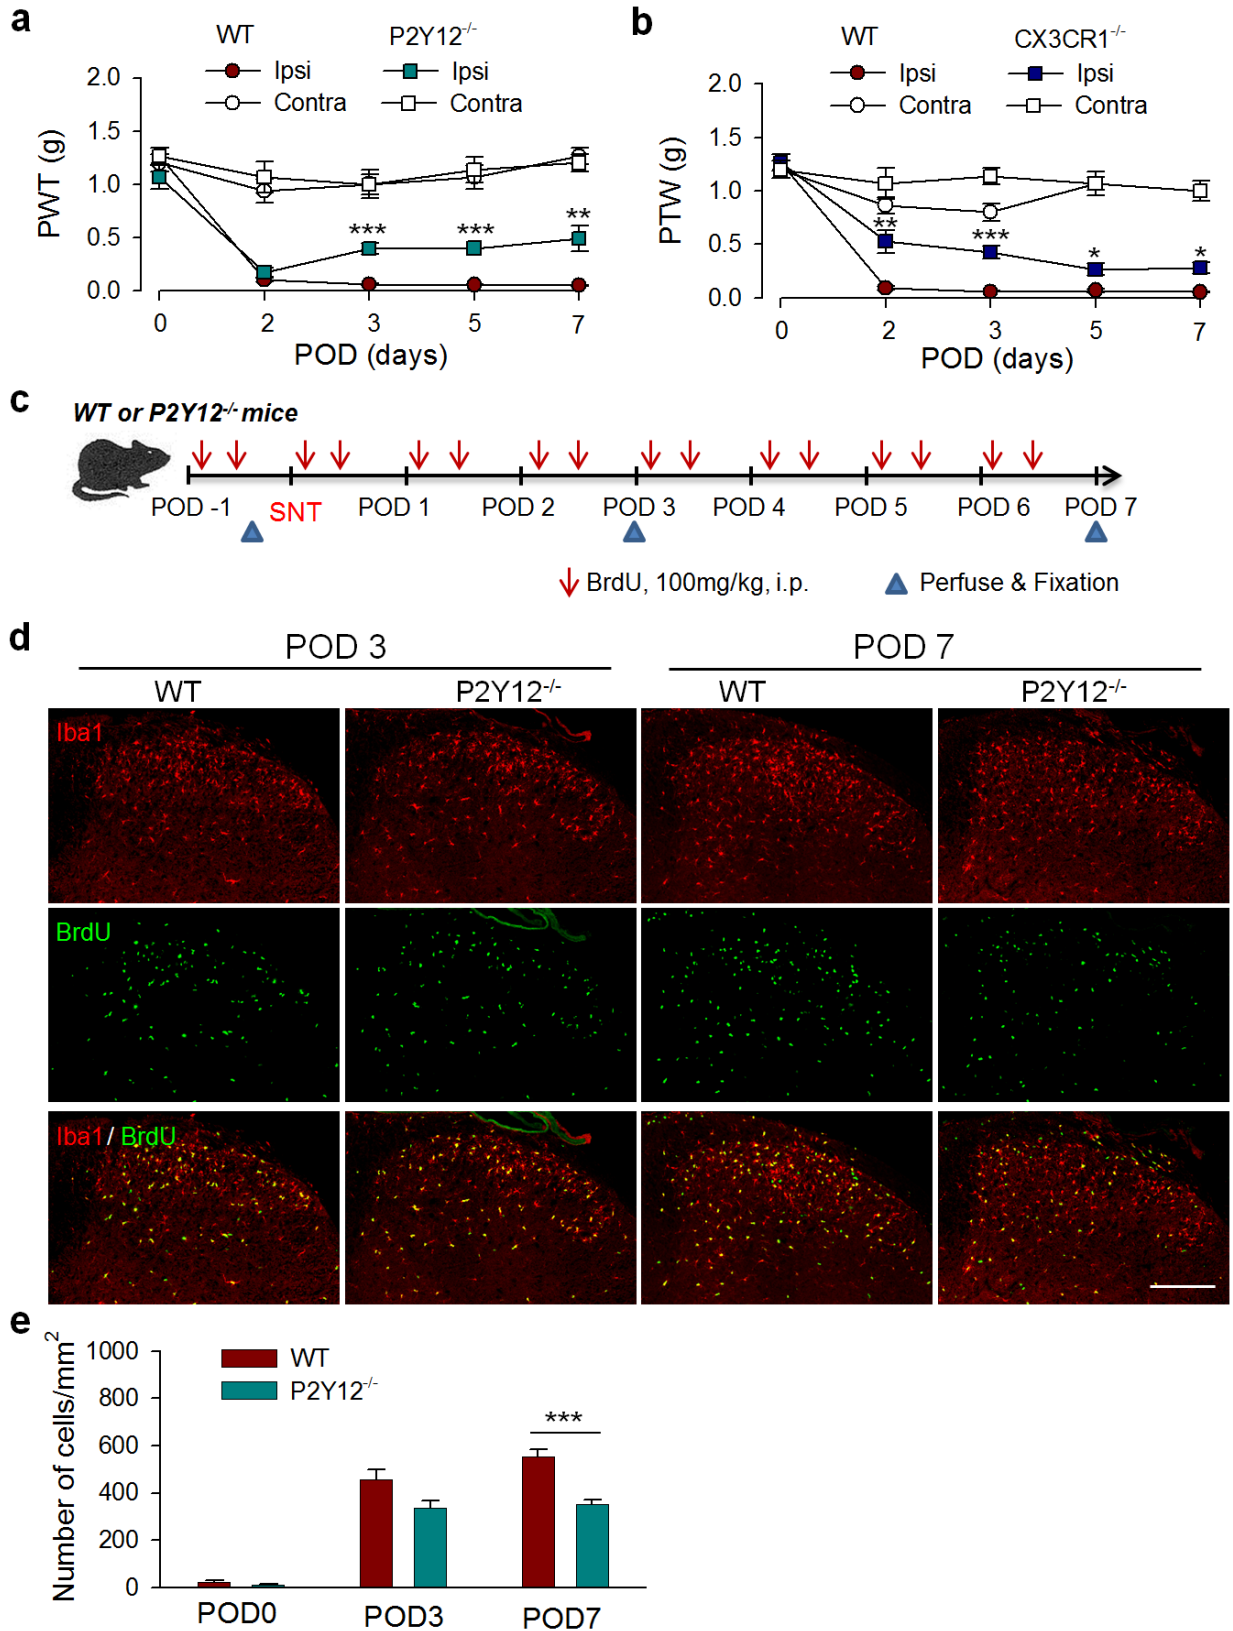 a
WT P2Y12-/-
Ipsi Ipsi
Contra Contra
2.0
1.5
1.0
0.5
0.0
PWT (g)
*** *** **
0 2 3 5 7
POD (days)
b
WT CX3CR1-/-
Ipsi Ipsi
Contra Contra
2.0
1.5
1.0
0.5
0.0
PTW (g)
** *** * *
0 2 3 5 7
POD (days)
c
WT or P2Y12-/- mice
POD -1 SNT POD 1 POD 2 POD 3 POD 4 POD 5 POD 6 POD 7
BrdU, 100mg/kg, i.p. Perfuse & Fixation
d
POD 3 POD 7
WT P2Y12-/- WT P2Y12-/-
Iba1
BrdU
Iba1/ BrdU
e
Number of cells/mm2
1000
800
600
400
200
0
WT
P2Y12-/-
***
POD0 POD3 POD7